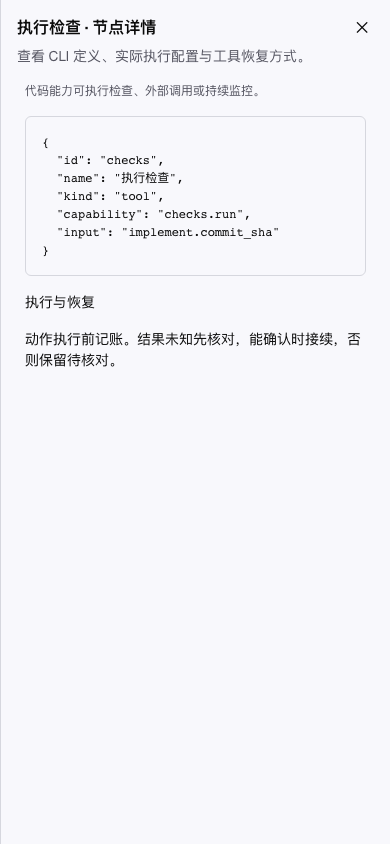 执行检查 · 节点详情
查看 CLI 定义、实际执行配置与工具恢复方式。
代码能力可执行检查、外部调用或持续监控。
{
  "id": "checks",
  "name": "执行检查",
  "kind": "tool",
  "capability": "checks.run",
  "input": "implement.commit_sha"
}
执行与恢复
动作执行前记账。结果未知先核对，能确认时接续，否
则保留待核对。